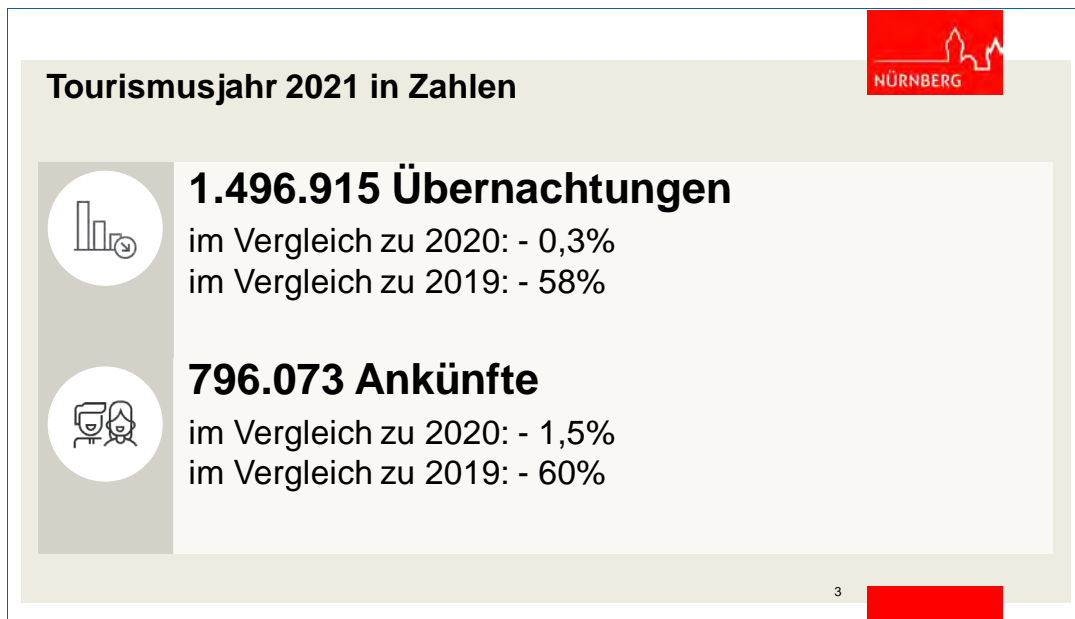 NÜRNBERG
Tourismusjahr 2021 in Zahlen
1.496.915 Übernachtungen
im Vergleich zu 2020: - 0,3%
im Vergleich zu 2019: - 58%
796.073 Ankünfte
im Vergleich zu 2020: - 1,5%
im Vergleich zu 2019: - 60%
3